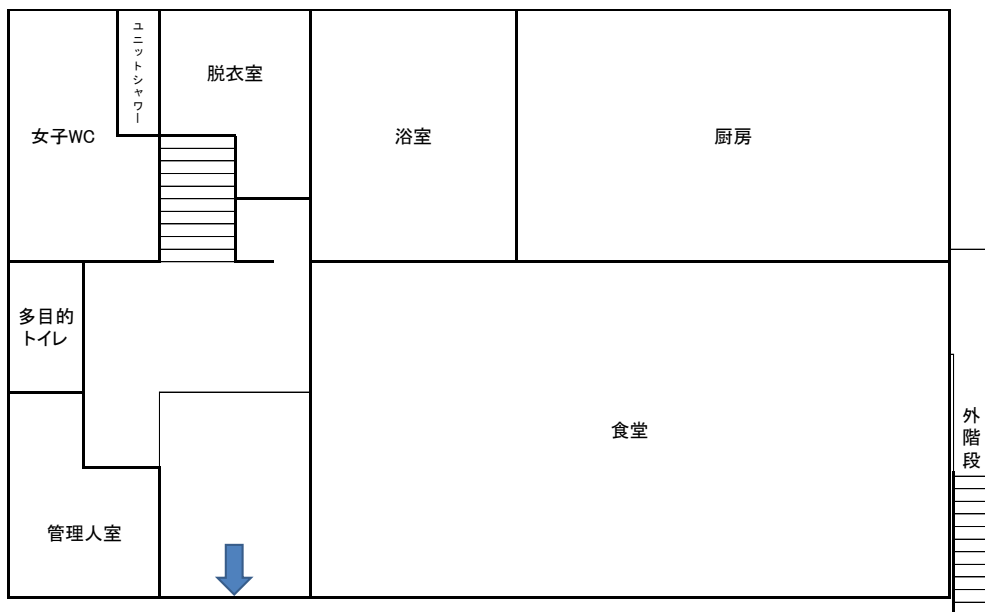 ユニットシャワー
脱衣室
女子WC
浴室
厨房
多目的
トイレ
食堂
外階段
管理人室